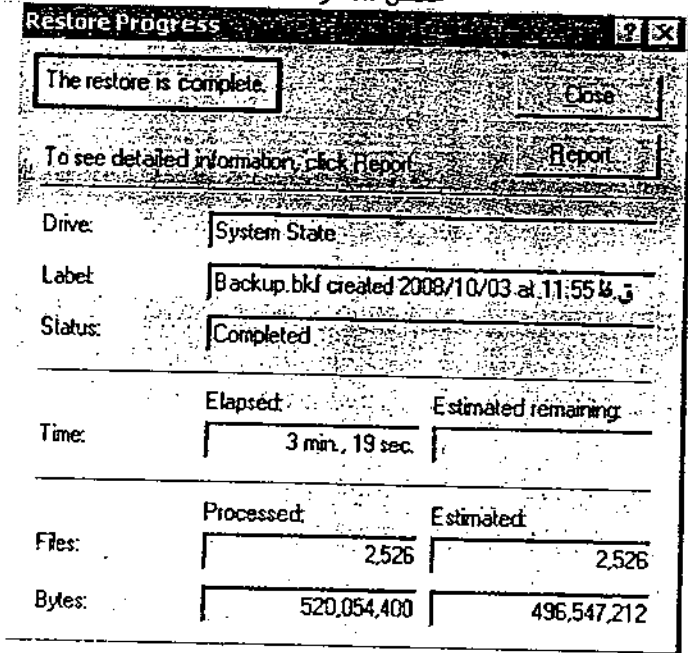 Restore Progress
The restore is complete.
Close
To see detailed information, click Report.
Report
Drive: System State
Label: Backup.bkf created 2008/10/03 at 11:55 ق.ظ
Status: Completed
Elapsed: Estimated remaining:
Time: 3 min., 19 sec.
Processed: Estimated:
Files: 2,526 2,526
Bytes: 520,054,400 496,547,212